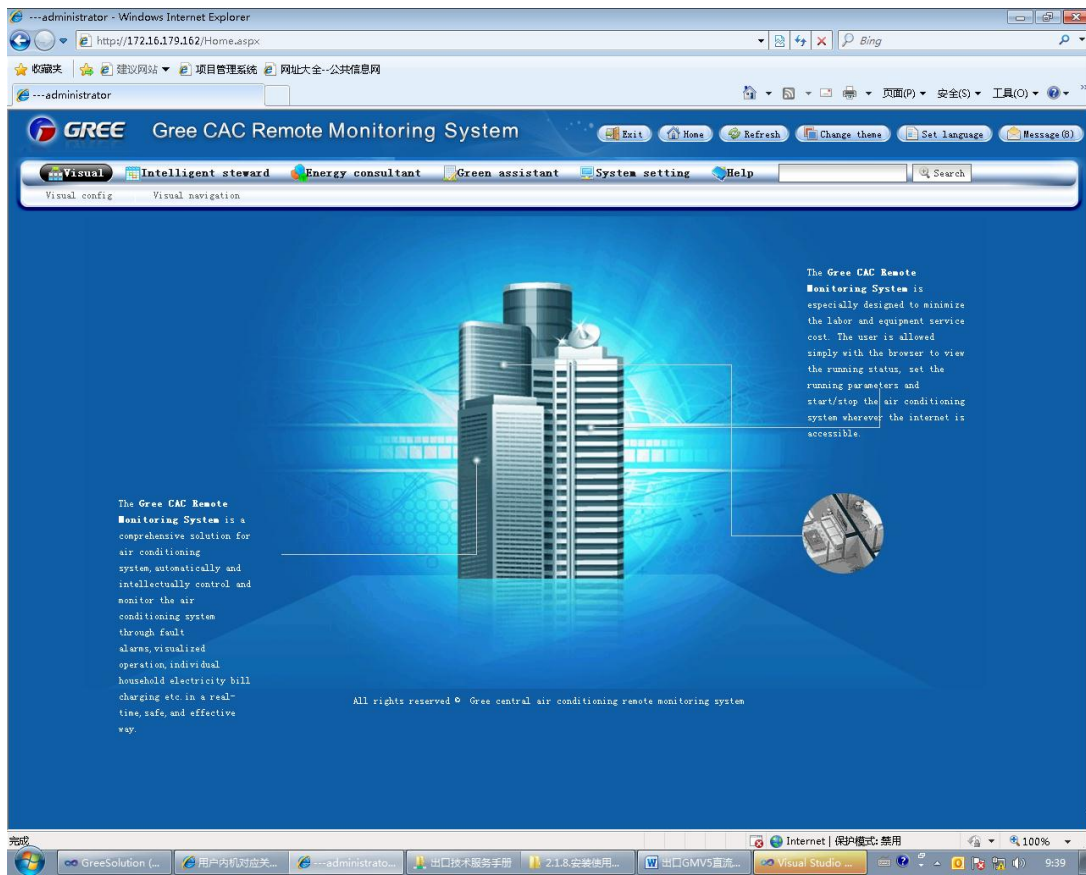 ---administrator - Windows Internet Explorer
http://172.16.179.162/Home.aspx
Bing
收藏夹 建议网站 项目管理系统 网址大全--公共信息网
---administrator
页面(P) 安全(S) 工具(O)
GREE Gree CAC Remote Monitoring System Exit Home Refresh Change theme Set language Message(8)
Visual Intelligent steward Energy consultant Green assistant System setting Help Search
Visual config Visual navigation
The Gree CAC Remote
Monitoring System is
especially designed to minimize
the labor and equipment service
cost. The user is allowed
simply with the browser to view
the running status, set the
running parameters and
start/stop the air conditioning
system wherever the internet is
accessible.
The Gree CAC Remote
Monitoring System is a
comprehensive solution for
air conditioning
system, automatically and
intellectually control and
monitor the air
conditioning system
through fault
alarms, visualized
operation, individual
household electricity bill
charging etc. in a real-
time, safe, and effective
way.
All rights reserved © Gree central air conditioning remote monitoring system
完成
Internet | 保护模式: 禁用 100%
GreeSolution (... 用户内机对应关... ---administrato... 出口技术服务手册 2.1.8.安装使用... 出口GMV5直流... Visual Studio ... 9:39